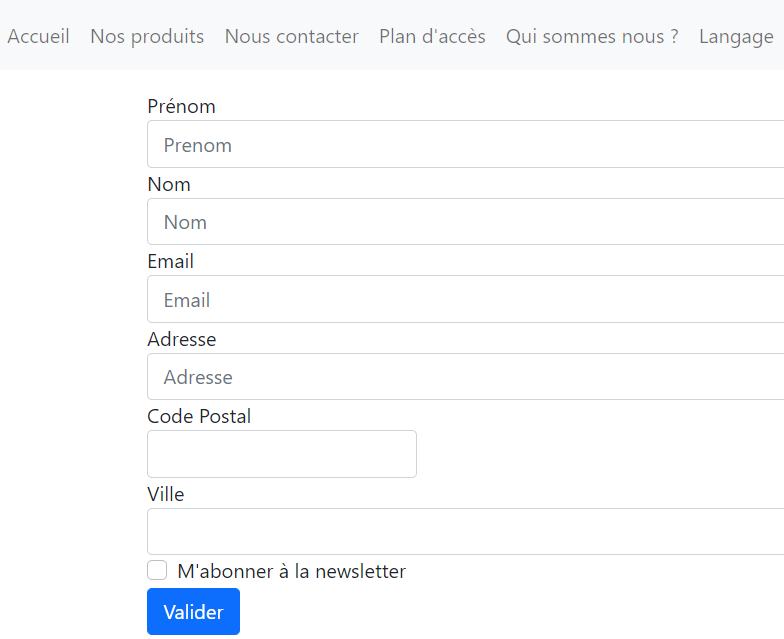 Accueil Nos produits Nous contacter Plan d'accès Qui sommes nous ? Langage
Prénom
Prenom
Nom
Nom
Email
Email
Adresse
Adresse
Code Postal
Ville
M'abonner à la newsletter
Valider